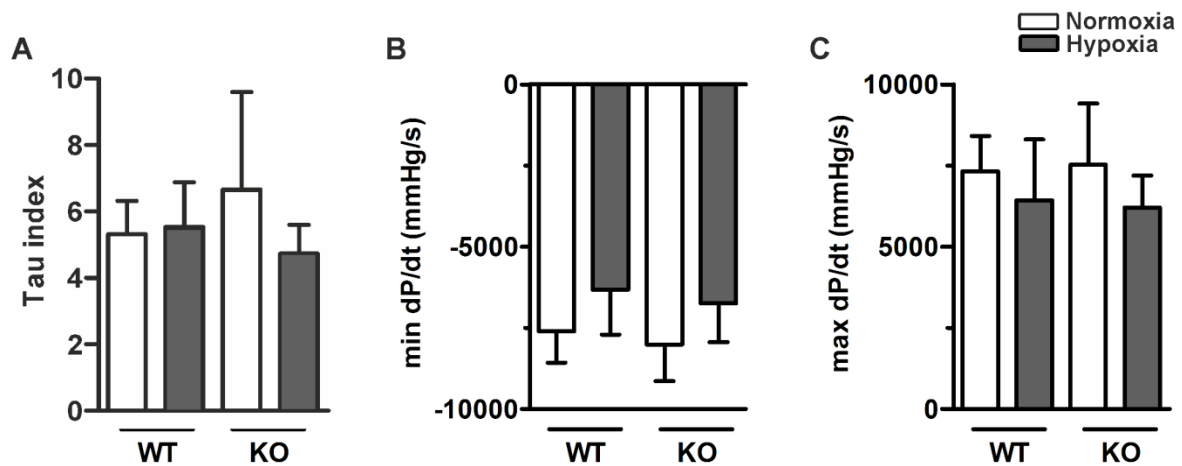 Normoxia
Hypoxia
A
Tau index
10
8
6
4
2
0
WT KO
B
min dP/dt (mmHg/s)
0
-5000
-10000
WT KO
C
max dP/dt (mmHg/s)
10000
5000
0
WT KO